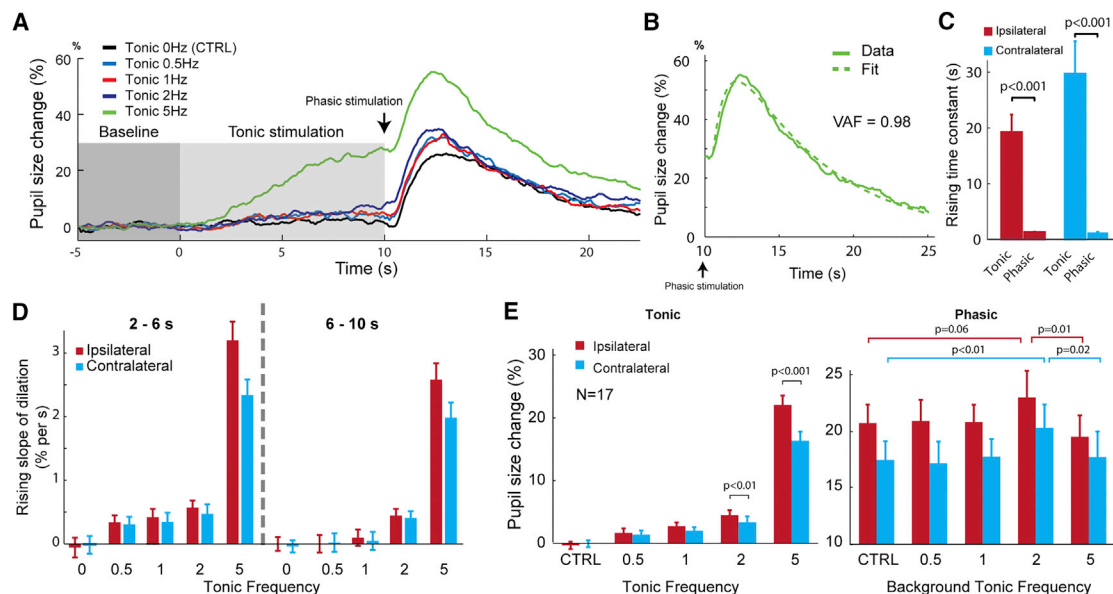 A
%
Pupil size change (%)
60
40
20
0
Tonic 0Hz (CTRL)
Tonic 0.5Hz
Tonic 1Hz
Tonic 2Hz
Tonic 5Hz
Phasic stimulation
Baseline
Tonic stimulation
-5 0 5 10 15 20
Time (s)
B
%
Pupil size change (%)
60
40
20
0
Data
Fit
VAF = 0.98
10 15 20 25
Time (s)
Phasic stimulation
C
Ipsilateral
Contralateral
p<0.001
p<0.001
Rising time constant (s)
30
20
10
0
Tonic
Phasic
Tonic
Phasic
D
2 - 6 s
6 - 10 s
Ipsilateral
Contralateral
Rising slope of dilation
(% per s)
3
2
1
0
0 0.5 1 2 5 0 0.5 1 2 5
Tonic Frequency
E
Tonic
Ipsilateral
Contralateral
N=17
p<0.001
p<0.01
Pupil size change (%)
30
20
10
0
CTRL 0.5 1 2 5
Tonic Frequency
Phasic
p=0.06
p=0.01
p<0.01
p=0.02
30
25
20
15
10
CTRL 0.5 1 2 5
Background Tonic Frequency